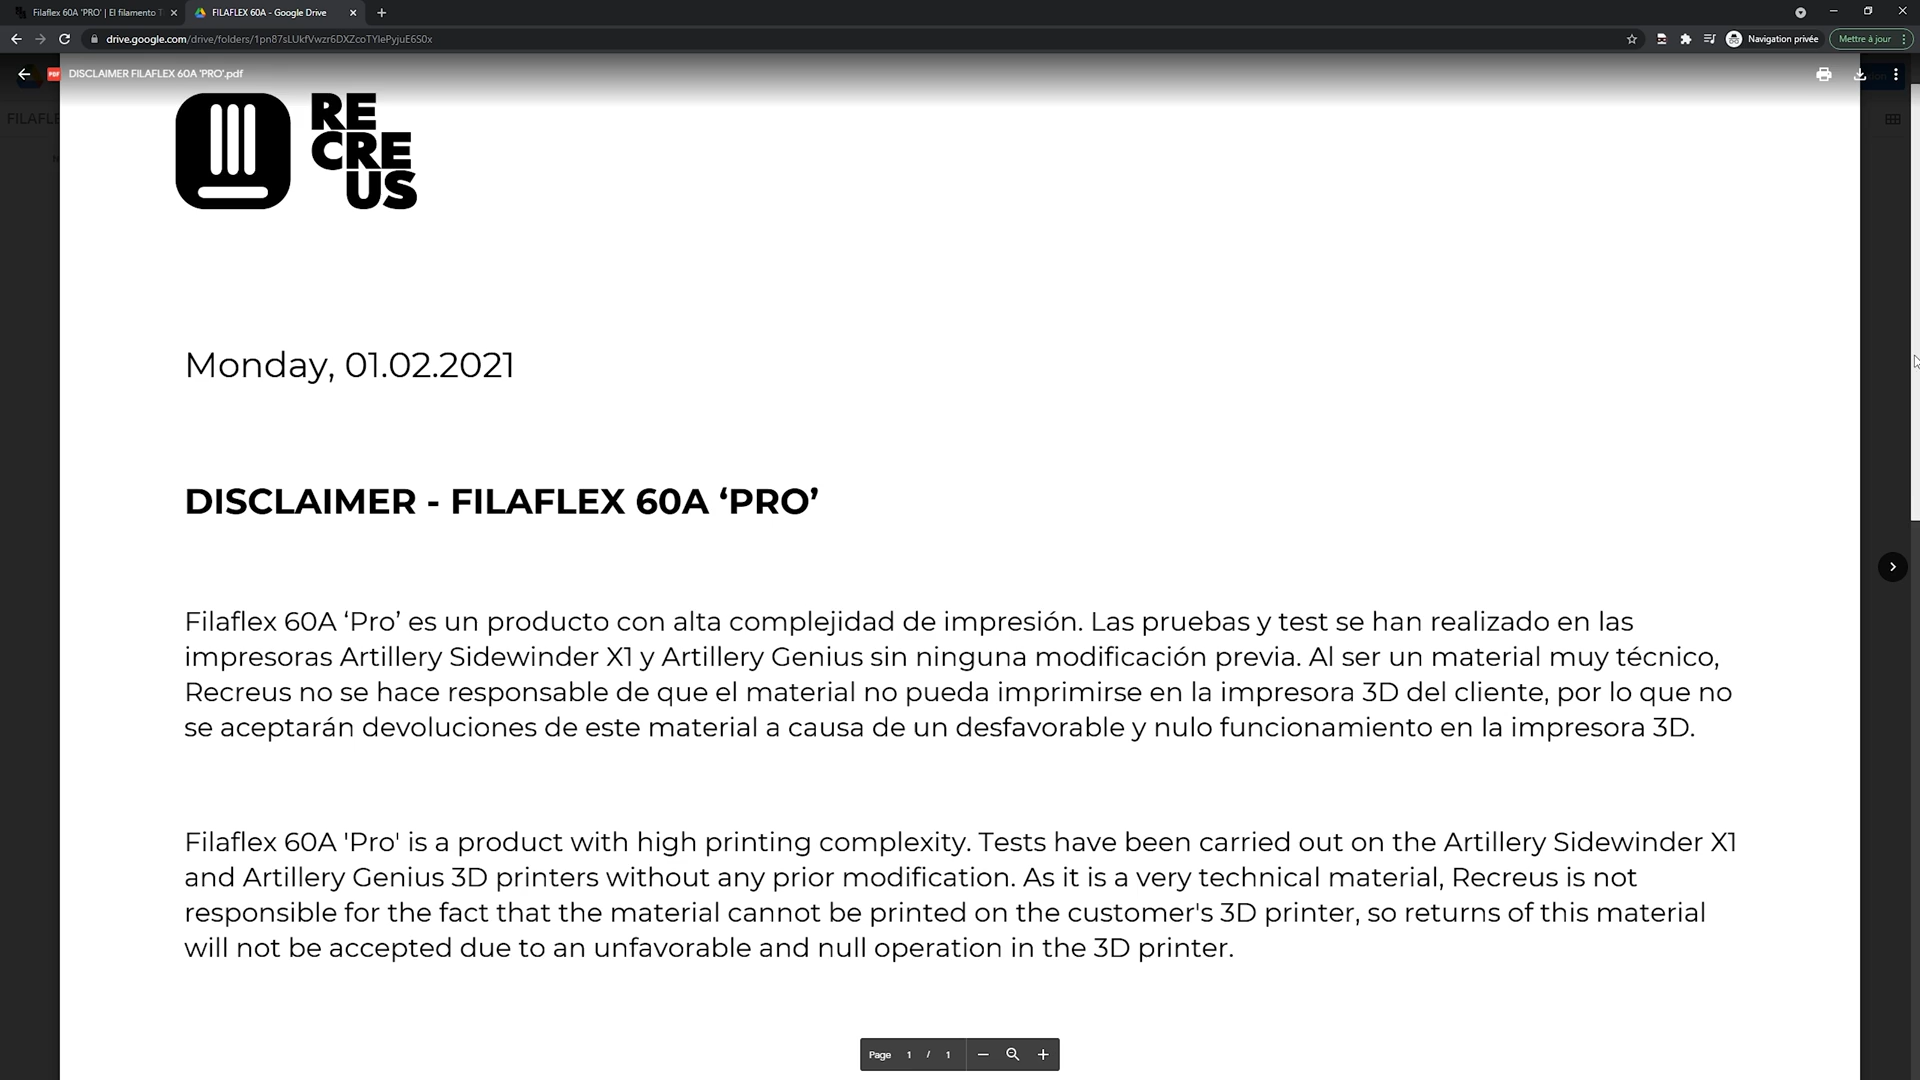 Filaflex 60A 'PRO' | El filamento T
FILAFLEX 60A - Google Drive
drive.google.com/drive/folders/1pn87sLUkfVwzr6DXZcoTYlePyjuE6S0x
Navigation privée
Mettre à jour
PDF
DISCLAIMER FILAFLEX 60A 'PRO'.pdf
FILAFLE
RE
CRE
US
Monday, 01.02.2021
DISCLAIMER - FILAFLEX 60A ‘PRO’
Filaflex 60A ‘Pro’ es un producto con alta complejidad de impresión. Las pruebas y test se han realizado en las
impresoras Artillery Sidewinder X1 y Artillery Genius sin ninguna modificación previa. Al ser un material muy técnico,
Recreus no se hace responsable de que el material no pueda imprimirse en la impresora 3D del cliente, por lo que no
se aceptarán devoluciones de este material a causa de un desfavorable y nulo funcionamiento en la impresora 3D.
Filaflex 60A 'Pro' is a product with high printing complexity. Tests have been carried out on the Artillery Sidewinder X1
and Artillery Genius 3D printers without any prior modification. As it is a very technical material, Recreus is not
responsible for the fact that the material cannot be printed on the customer's 3D printer, so returns of this material
will not be accepted due to an unfavorable and null operation in the 3D printer.
Page 1 / 1